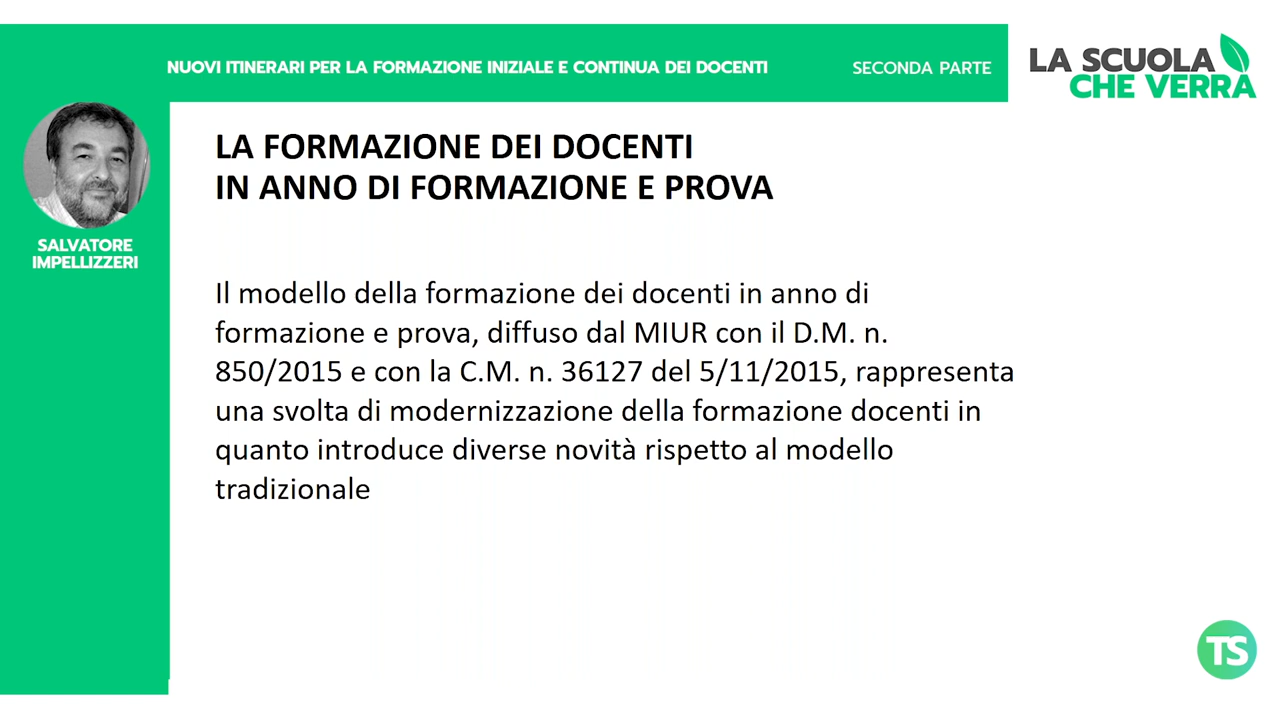 NUOVI ITINERARI PER LA FORMAZIONE INIZIALE E CONTINUA DEI DOCENTI
SECONDA PARTE
LA SCUOLA
CHE VERRÀ
SALVATORE
IMPELLIZZERI
LA FORMAZIONE DEI DOCENTI
IN ANNO DI FORMAZIONE E PROVA
Il modello della formazione dei docenti in anno di
formazione e prova, diffuso dal MIUR con il D.M. n.
850/2015 e con la C.M. n. 36127 del 5/11/2015, rappresenta
una svolta di modernizzazione della formazione docenti in
quanto introduce diverse novità rispetto al modello
tradizionale
TS